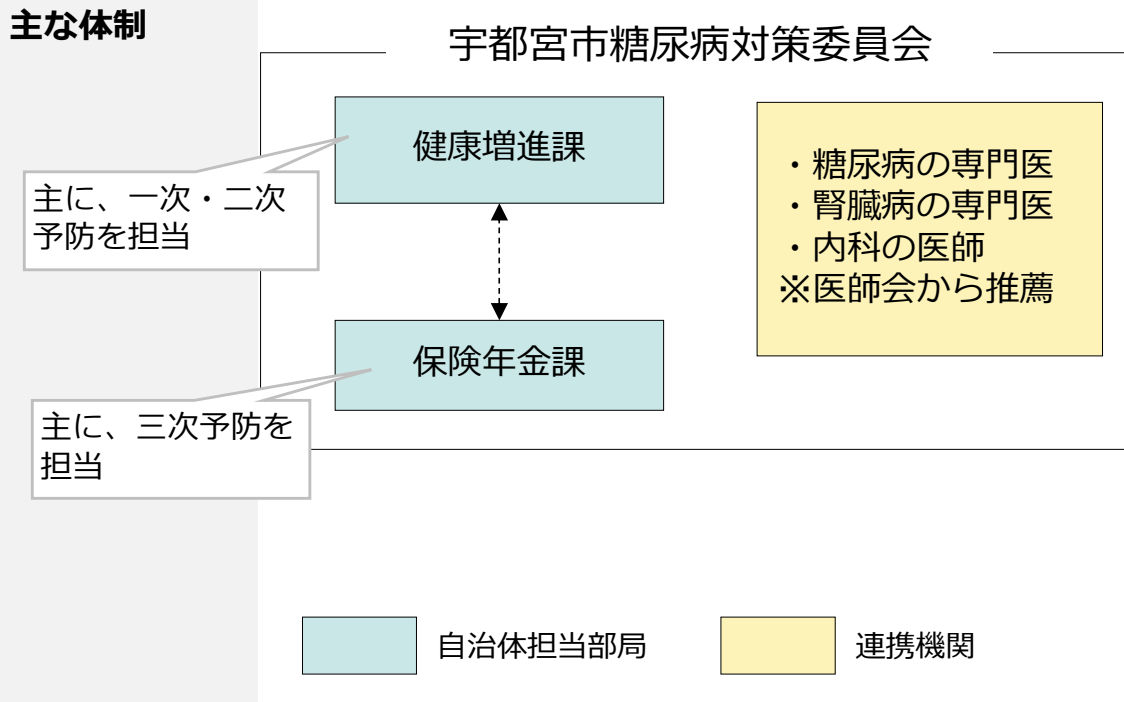 主な体制
宇都宮市糖尿病対策委員会
健康増進課
主に、一次・二次
予防を担当
・糖尿病の専門医
・腎臓病の専門医
・内科の医師
※医師会から推薦
保険年金課
主に、三次予防を
担当
自治体担当部局
連携機関